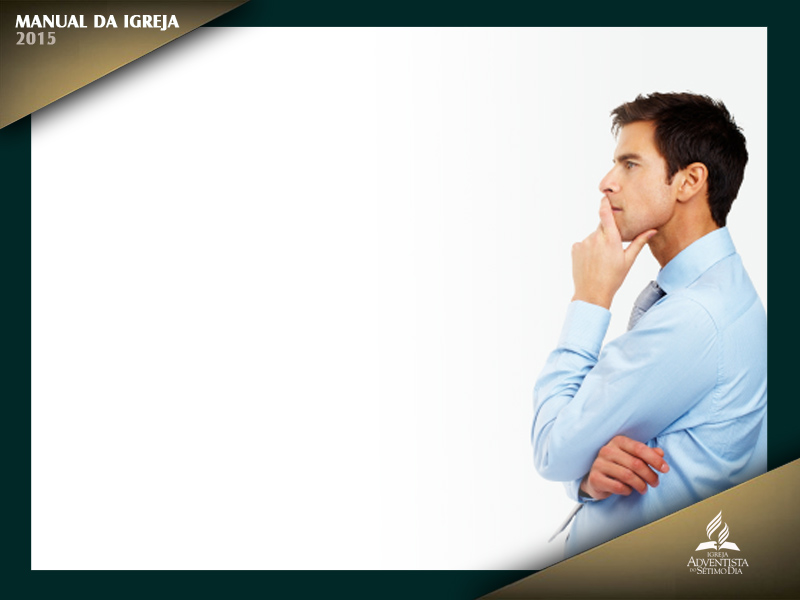 MANUAL DA IGREJA
2015
IGREJA
ADVENTISTA
DO SÉTIMO DIA